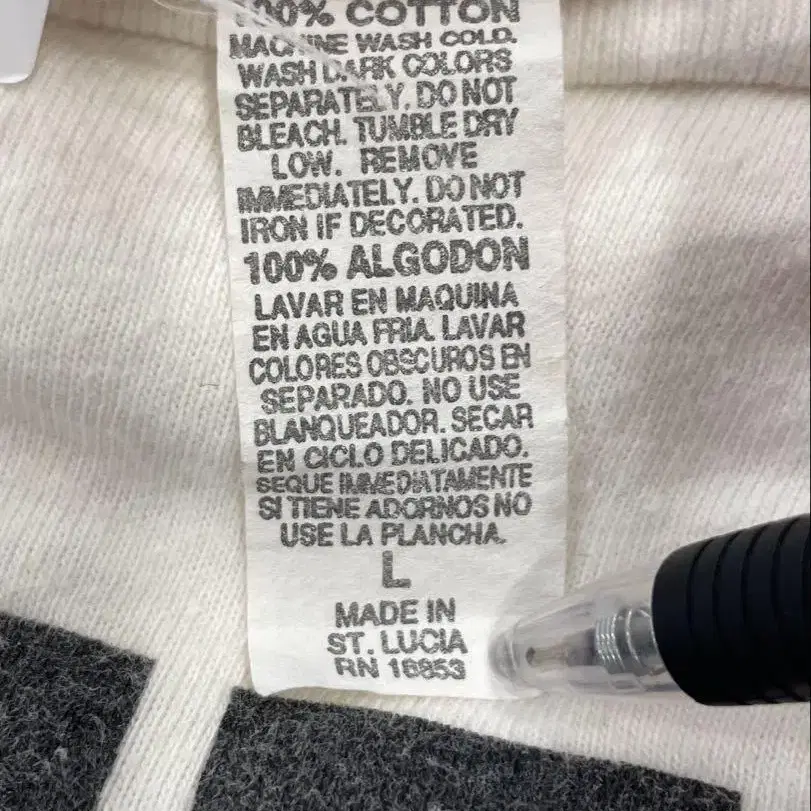 100% COTTON
MACHINE WASH COLD.
WASH DARK COLORS
SEPARATELY. DO NOT
BLEACH. TUMBLE DRY
LOW. REMOVE
IMMEDIATELY. DO NOT
IRON IF DECORATED.
100% ALGODON
LAVAR EN MAQUINA
EN AGUA FRIA. LAVAR
COLORES OBSCUROS EN
SEPARADO. NO USE
BLANQUEADOR. SECAR
EN CICLO DELICADO.
SEQUE IMMEDIATAMENTE
SI TIENE ADORNOS NO
USE LA PLANCHA.
L
MADE IN
ST. LUCIA
RN 16853